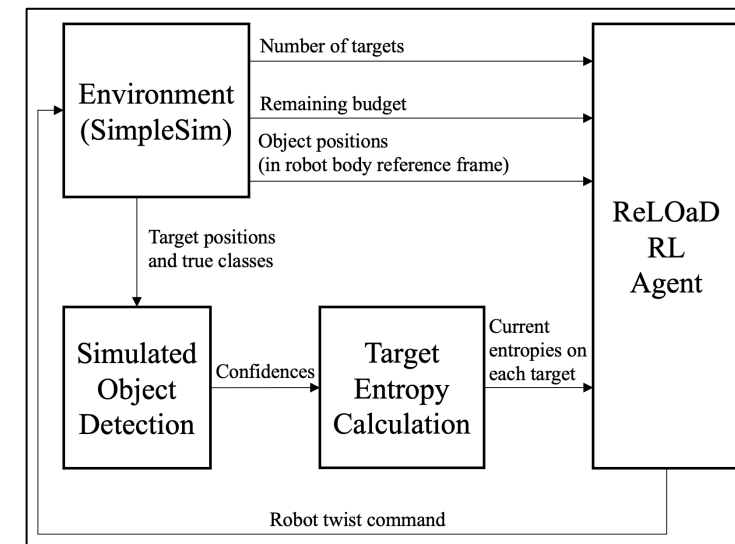 Environment
(SimpleSim)
Number of targets
Remaining budget
Object positions
(in robot body reference frame)
ReLOaD
RL
Agent
Target positions
and true classes
Simulated
Object
Detection
Confidences
Target
Entropy
Calculation
Current
entropies on
each target
Robot twist command